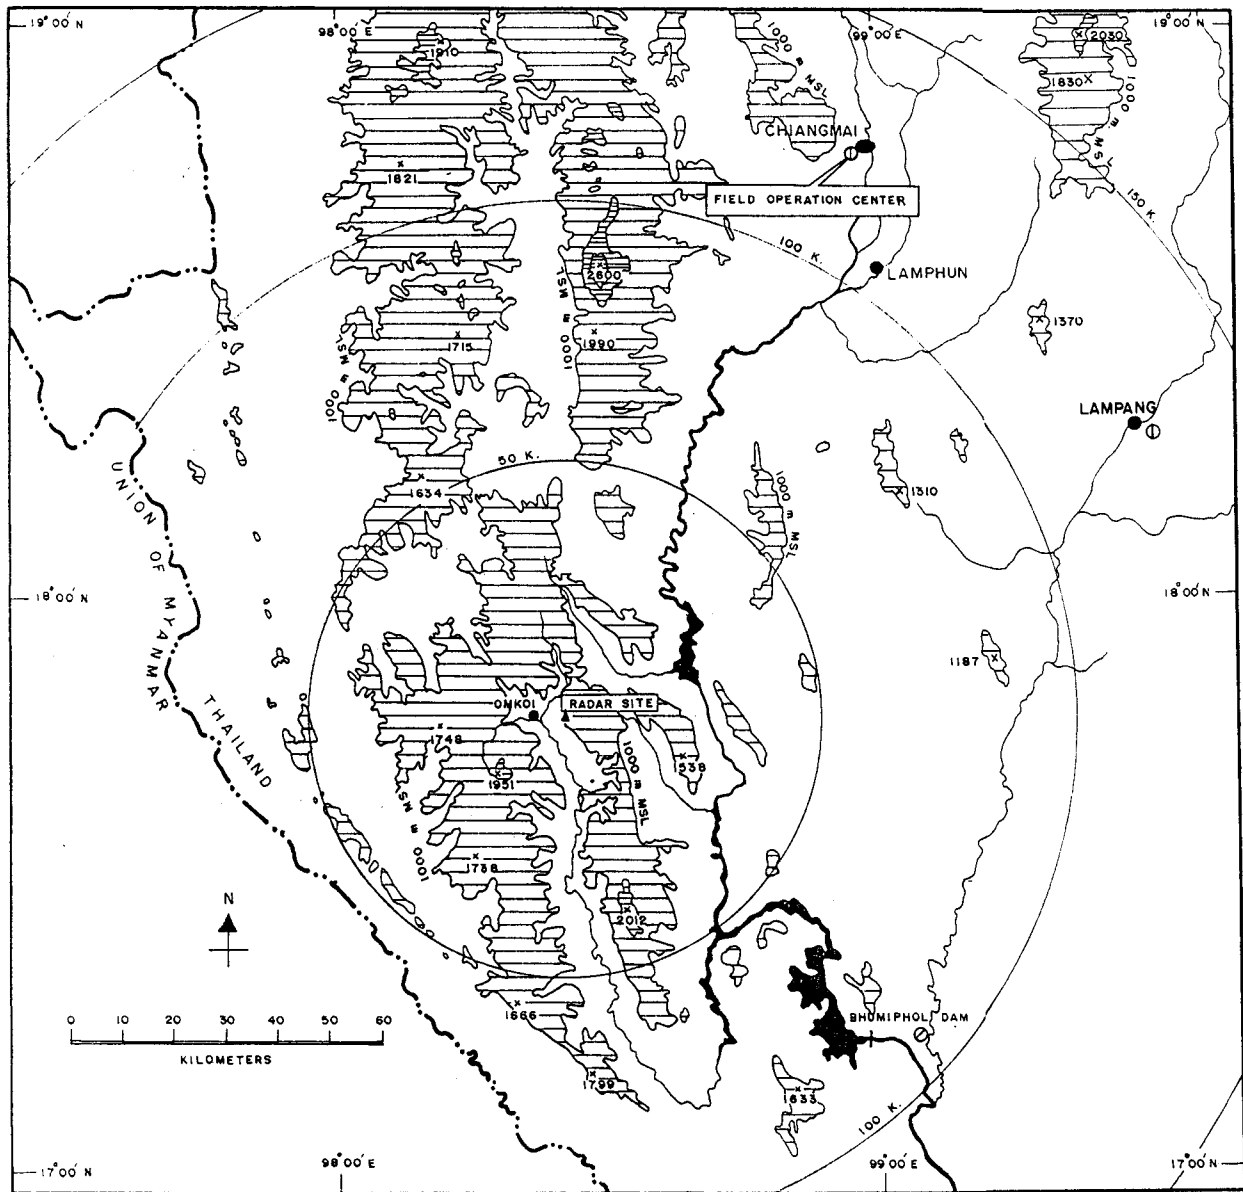 19°00'N
98°00'E
1910
1000 m MSL
99°00'E
2030
19°00'N
1830
1000 m. MSL
CHIANGMAI
1821
FIELD OPERATION CENTER
150 K.
100 K.
LAMPHUN
2600
1000 m MSL
1370
1715
1990
1000 m MSL
LAMPANG
50 K.
1634
1000 m MSL
1310
UNION OF MYANMAR
18°00'N
18°00'N
1187
THAILAND
OMKOI
RADAR SITE
1748
1538
1000 m MSL
1951
1000 m MSL
1738
N
2012
1666
BHUMIPHOL DAM
0 10 20 30 40 50 60
KILOMETERS
1799
1633
100 K.
17°00'N
98°00'E
99°00'E
17°00'N